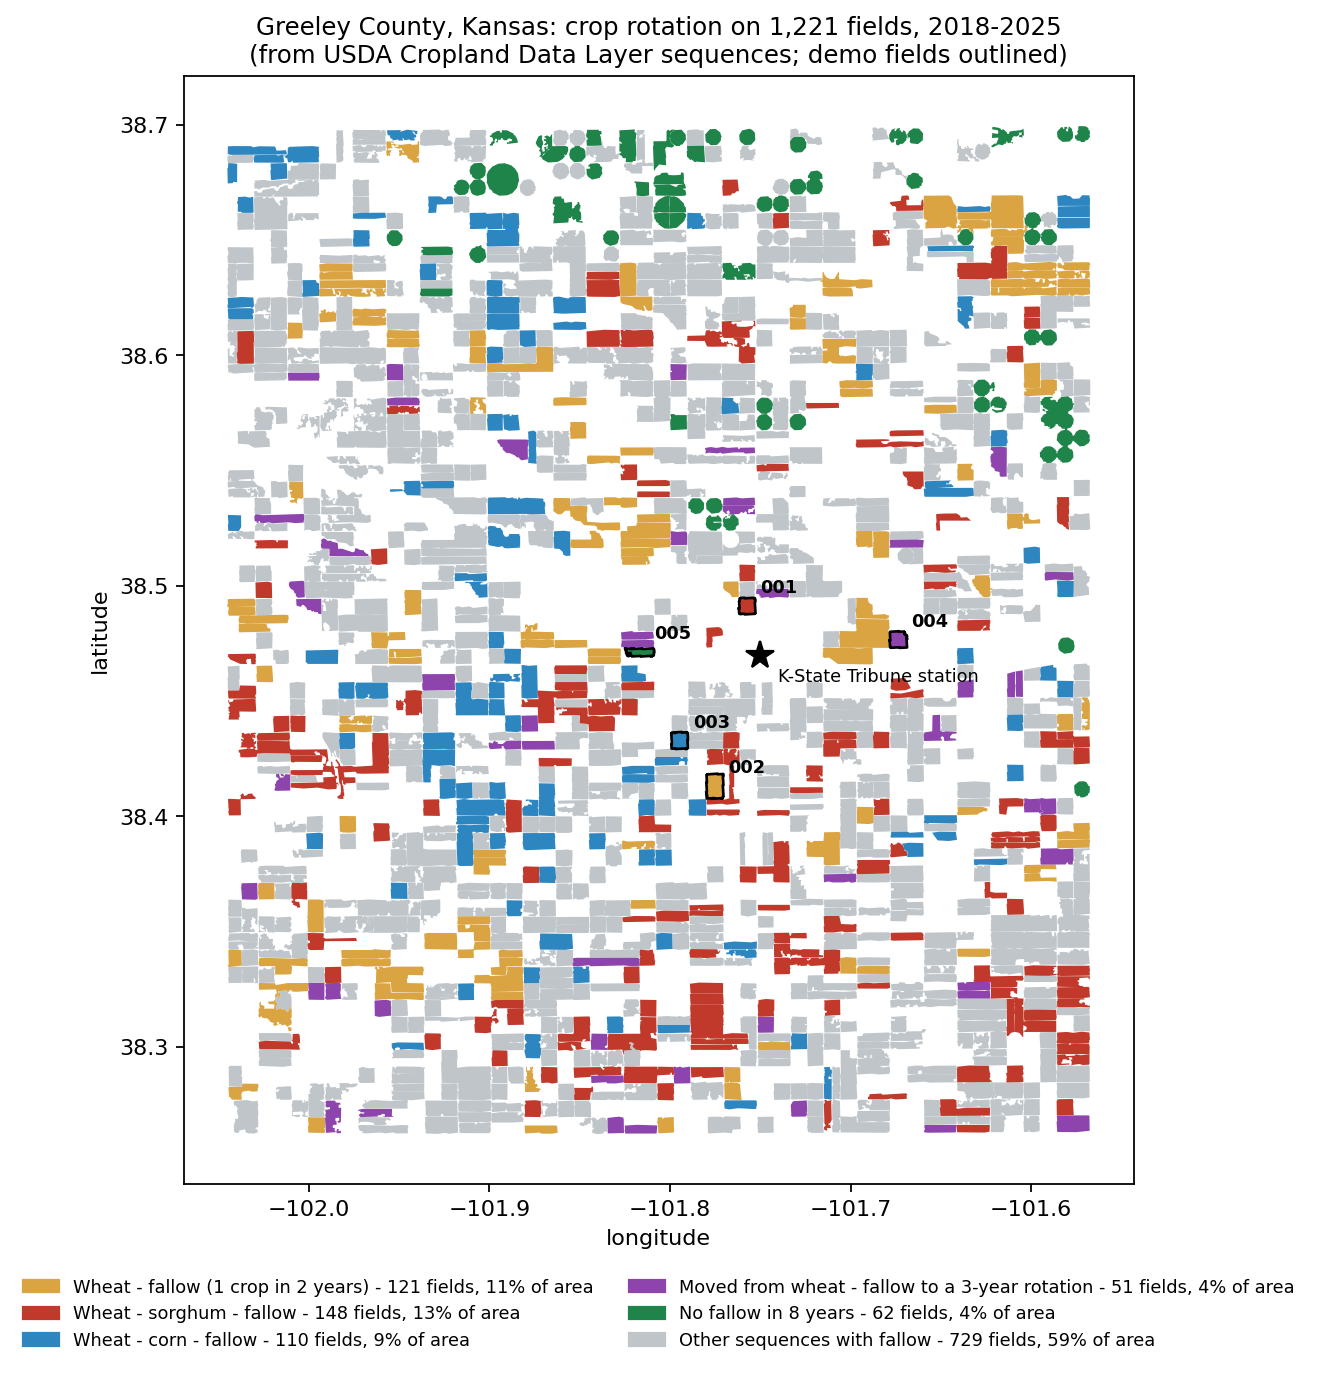 Greeley County, Kansas: crop rotation on 1,221 fields, 2018-2025
(from USDA Cropland Data Layer sequences; demo fields outlined)
38.7
38.6
38.5
38.4
38.3
latitude
001
004
005
K-State Tribune station
003
002
−102.0
−101.9
−101.8
−101.7
−101.6
longitude
Wheat - fallow (1 crop in 2 years) - 121 fields, 11% of area
Wheat - sorghum - fallow - 148 fields, 13% of area
Wheat - corn - fallow - 110 fields, 9% of area
Moved from wheat - fallow to a 3-year rotation - 51 fields, 4% of area
No fallow in 8 years - 62 fields, 4% of area
Other sequences with fallow - 729 fields, 59% of area